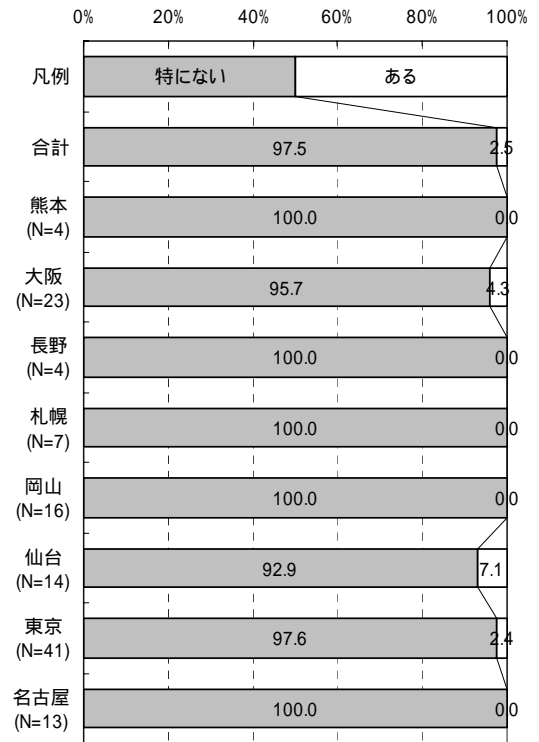 0% 20% 40% 60% 80% 100%
凡例 特にない ある
合計 97.5 2.5
熊本
(N=4) 100.0 0.0
大阪
(N=23) 95.7 4.3
長野
(N=4) 100.0 0.0
札幌
(N=7) 100.0 0.0
岡山
(N=16) 100.0 0.0
仙台
(N=14) 92.9 7.1
東京
(N=41) 97.6 2.4
名古屋
(N=13) 100.0 0.0